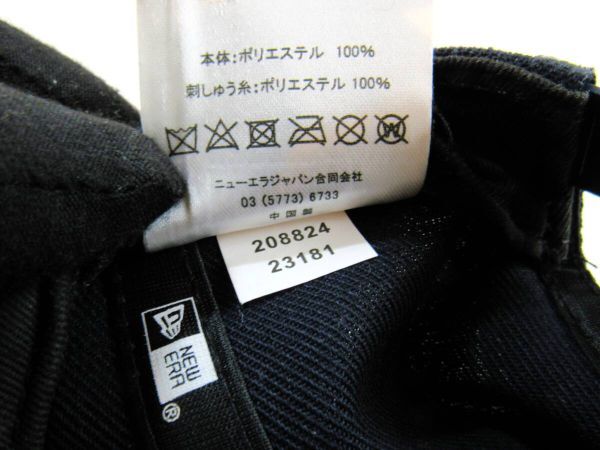 本体:ポリエステル 100%
刺しゅう糸:ポリエステル 100%
W
ニューエラジャパン合同会社
03 (5773) 6733
中国製
208824
23181
NEW
ERA
®